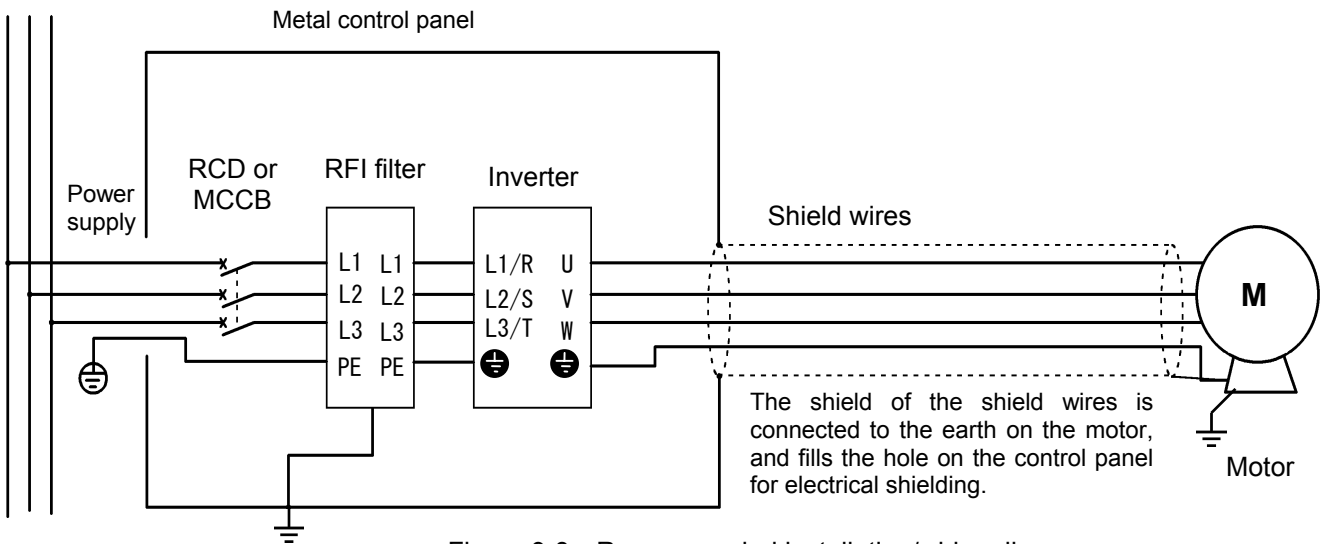 Metal control panel
Power
supply
RCD or
MCCB
RFI filter
Inverter
Shield wires
L1 L1
L2 L2
L3 L3
PE PE
L1/R U
L2/S V
L3/T W
M
The shield of the shield wires is
connected to the earth on the motor,
and fills the hole on the control panel
for electrical shielding.
Motor